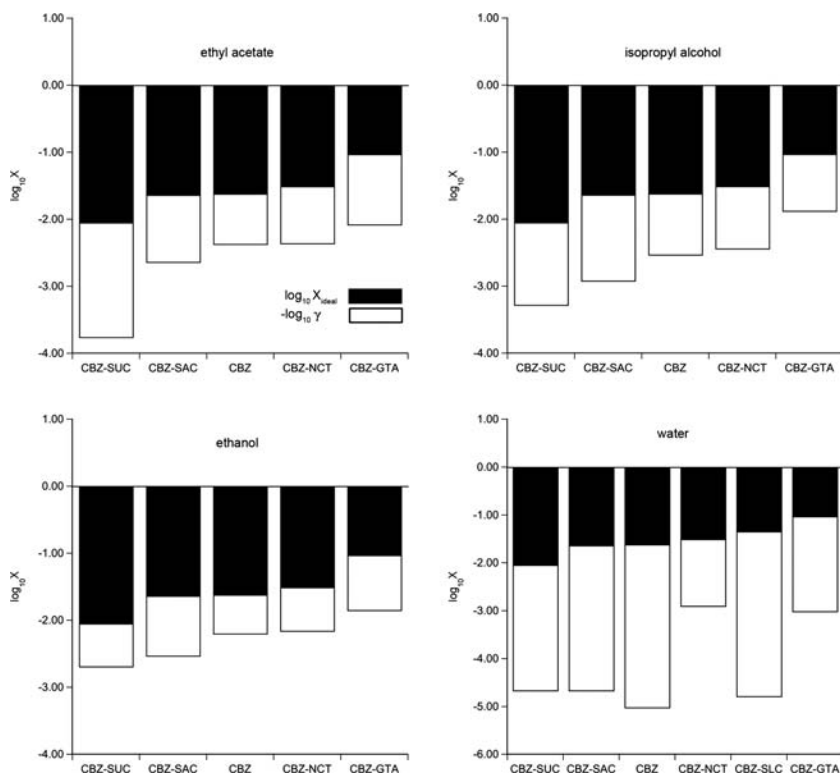 1.00
ethyl acetate
0.00
-1.00
log10X
-2.00
-3.00
log10 Xideal
-log10 γ
-4.00
CBZ-SUC CBZ-SAC CBZ CBZ-NCT CBZ-GTA
1.00
isopropyl alcohol
0.00
-1.00
log10X
-2.00
-3.00
-4.00
CBZ-SUC CBZ-SAC CBZ CBZ-NCT CBZ-GTA
1.00
ethanol
0.00
-1.00
log10X
-2.00
-3.00
-4.00
CBZ-SUC CBZ-SAC CBZ CBZ-NCT CBZ-GTA
1.00
water
0.00
-1.00
-2.00
log10X
-3.00
-4.00
-5.00
-6.00
CBZ-SUC CBZ-SAC CBZ CBZ-NCT CBZ-SLC CBZ-GTA